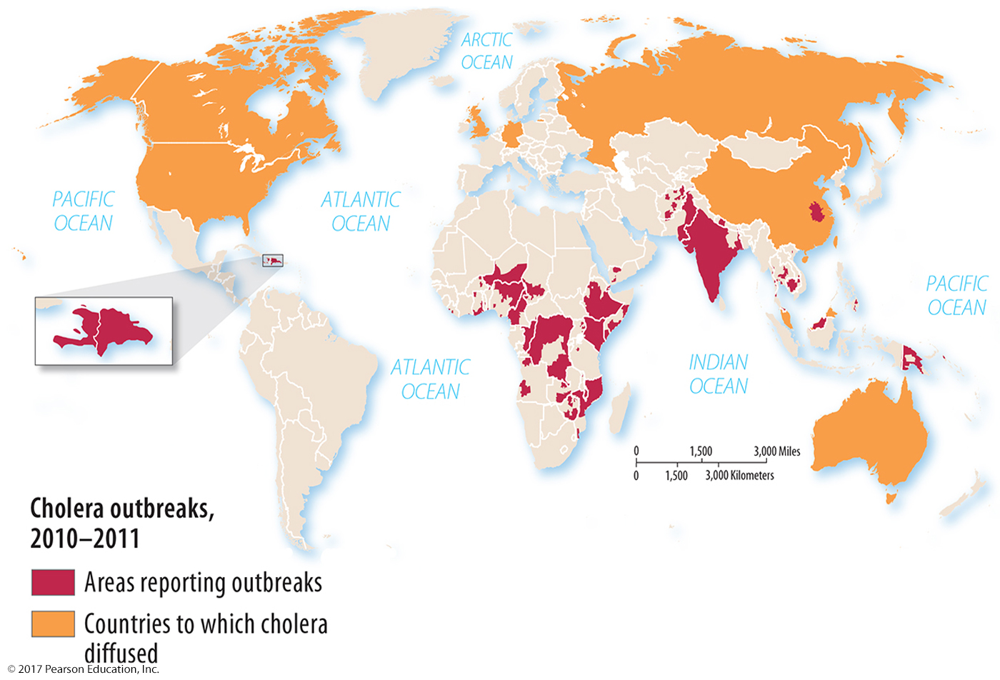 ARCTIC
OCEAN
PACIFIC
OCEAN
ATLANTIC
OCEAN
PACIFIC
OCEAN
ATLANTIC
OCEAN
INDIAN
OCEAN
0 1,500 3,000 Miles
0 1,500 3,000 Kilometers
Cholera outbreaks,
2010–2011
Areas reporting outbreaks
Countries to which cholera
diffused
© 2017 Pearson Education, Inc.